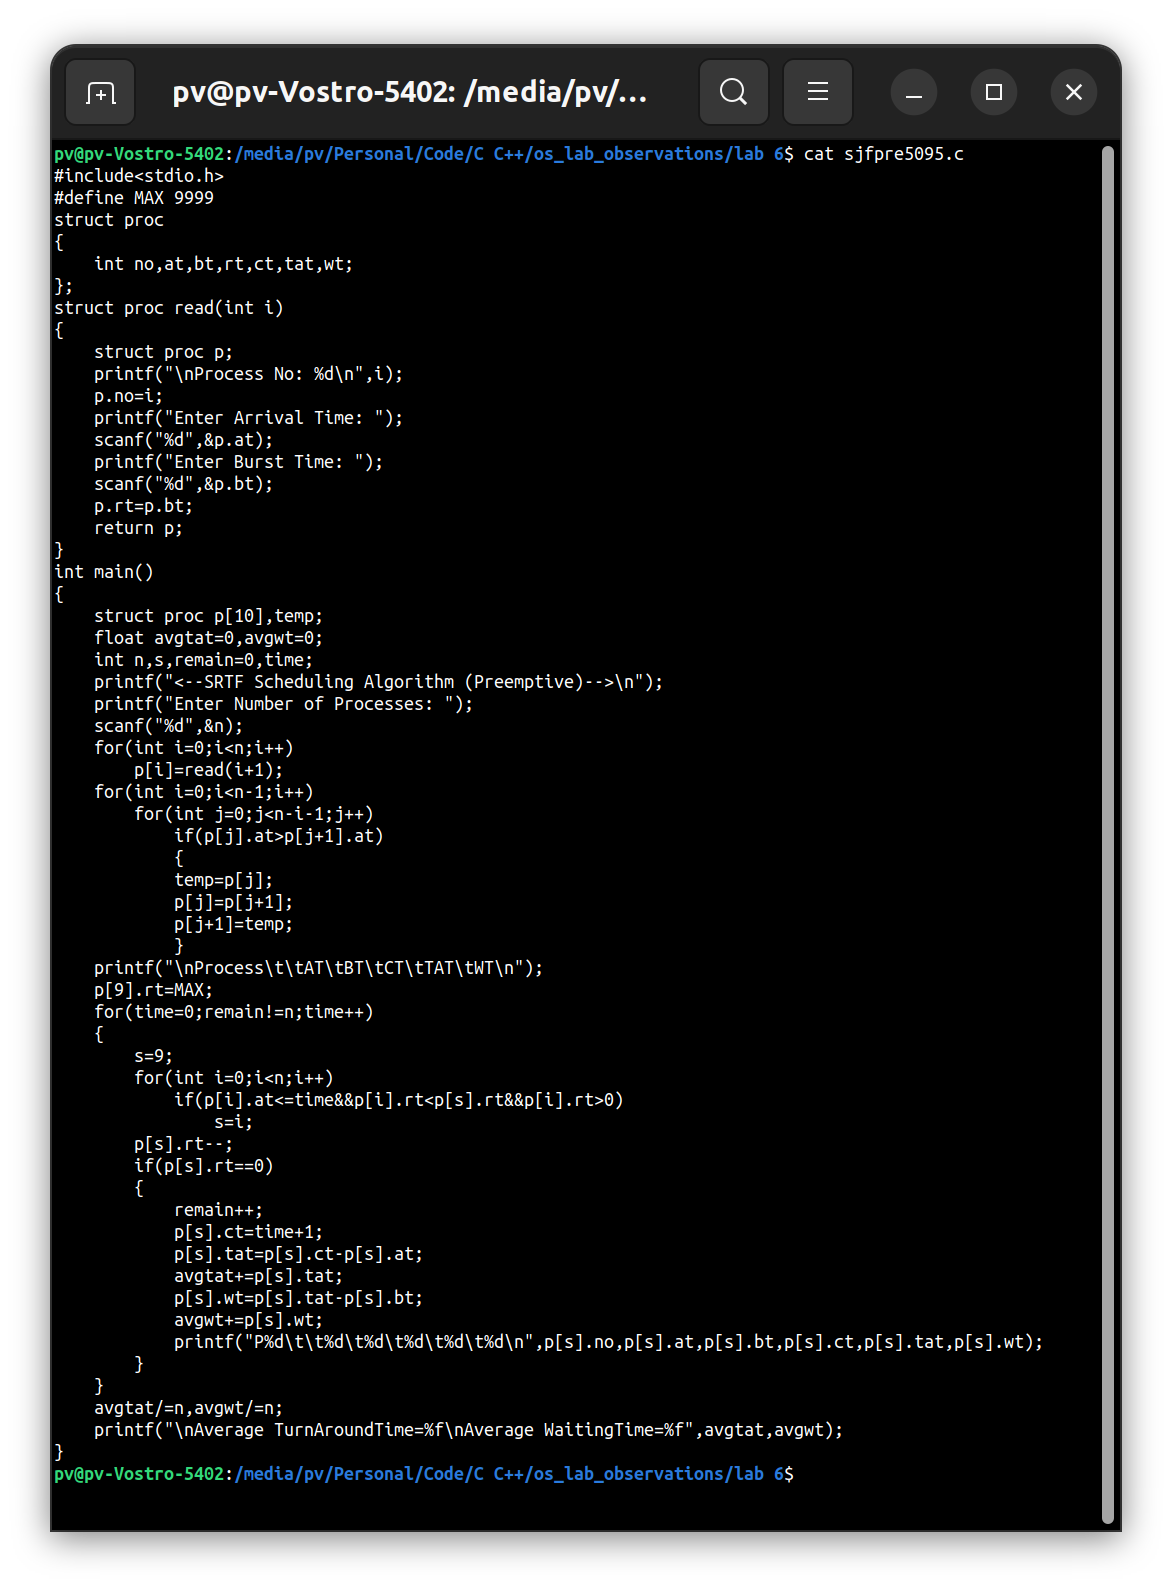 pv@pv-Vostro-5402: /media/pv/...
pv@pv-Vostro-5402:/media/pv/Personal/Code/C C++/os_lab_observations/lab 6$ cat sjfpre5095.c
#include<stdio.h>
#define MAX 9999
struct proc
{
    int no,at,bt,rt,ct,tat,wt;
};
struct proc read(int i)
{
    struct proc p;
    printf("\nProcess No: %d\n",i);
    p.no=i;
    printf("Enter Arrival Time: ");
    scanf("%d",&p.at);
    printf("Enter Burst Time: ");
    scanf("%d",&p.bt);
    p.rt=p.bt;
    return p;
}
int main()
{
    struct proc p[10],temp;
    float avgtat=0,avgwt=0;
    int n,s,remain=0,time;
    printf("<--SRTF Scheduling Algorithm (Preemptive)-->\n");
    printf("Enter Number of Processes: ");
    scanf("%d",&n);
    for(int i=0;i<n;i++)
        p[i]=read(i+1);
    for(int i=0;i<n-1;i++)
        for(int j=0;j<n-i-1;j++)
            if(p[j].at>p[j+1].at)
            {
            temp=p[j];
            p[j]=p[j+1];
            p[j+1]=temp;
            }
    printf("\nProcess\t\tAT\tBT\tCT\tTAT\tWT\n");
    p[9].rt=MAX;
    for(time=0;remain!=n;time++)
    {
        s=9;
        for(int i=0;i<n;i++)
            if(p[i].at<=time&&p[i].rt<p[s].rt&&p[i].rt>0)
                s=i;
        p[s].rt--;
        if(p[s].rt==0)
        {
            remain++;
            p[s].ct=time+1;
            p[s].tat=p[s].ct-p[s].at;
            avgtat+=p[s].tat;
            p[s].wt=p[s].tat-p[s].bt;
            avgwt+=p[s].wt;
            printf("P%d\t\t%d\t%d\t%d\t%d\t%d\n",p[s].no,p[s].at,p[s].bt,p[s].ct,p[s].tat,p[s].wt);
        }
    }
    avgtat/=n,avgwt/=n;
    printf("\nAverage TurnAroundTime=%f\nAverage WaitingTime=%f",avgtat,avgwt);
}
pv@pv-Vostro-5402:/media/pv/Personal/Code/C C++/os_lab_observations/lab 6$